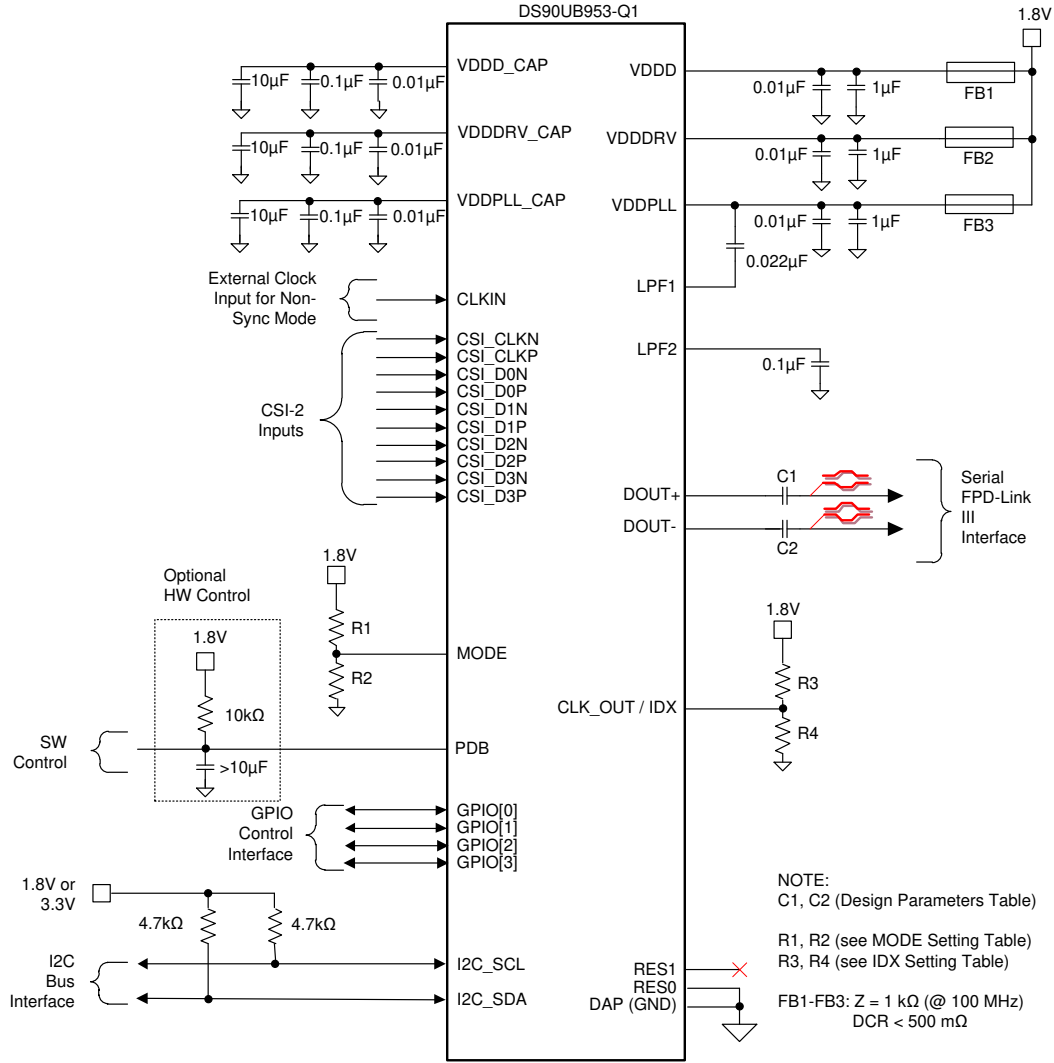 DS90UB953-Q1
1.8V
VDDD_CAP
10µF
0.1µF
0.01µF
VDDDRV_CAP
10µF
0.1µF
0.01µF
VDDPLL_CAP
10µF
0.1µF
0.01µF
VDDD
0.01µF
1µF
FB1
VDDDRV
0.01µF
1µF
FB2
VDDPLL
0.01µF
1µF
FB3
0.022µF
LPF1
LPF2
0.1µF
External Clock
Input for Non-
Sync Mode
CLKIN
CSI-2
Inputs
CSI_CLKN
CSI_CLKP
CSI_D0N
CSI_D0P
CSI_D1N
CSI_D1P
CSI_D2N
CSI_D2P
CSI_D3N
CSI_D3P
DOUT+
DOUT-
C1
C2
Serial
FPD-Link
III
Interface
1.8V
R1
R2
MODE
Optional
HW Control
1.8V
10kΩ
>10µF
SW
Control
PDB
1.8V
R3
R4
CLK_OUT / IDX
GPIO
Control
Interface
GPIO[0]
GPIO[1]
GPIO[2]
GPIO[3]
1.8V or
3.3V
4.7kΩ
4.7kΩ
I2C
Bus
Interface
I2C_SCL
I2C_SDA
RES1
RES0
DAP (GND)
NOTE:
C1, C2 (Design Parameters Table)
R1, R2 (see MODE Setting Table)
R3, R4 (see IDX Setting Table)
FB1-FB3: Z = 1 kΩ (@ 100 MHz)
DCR < 500 mΩ